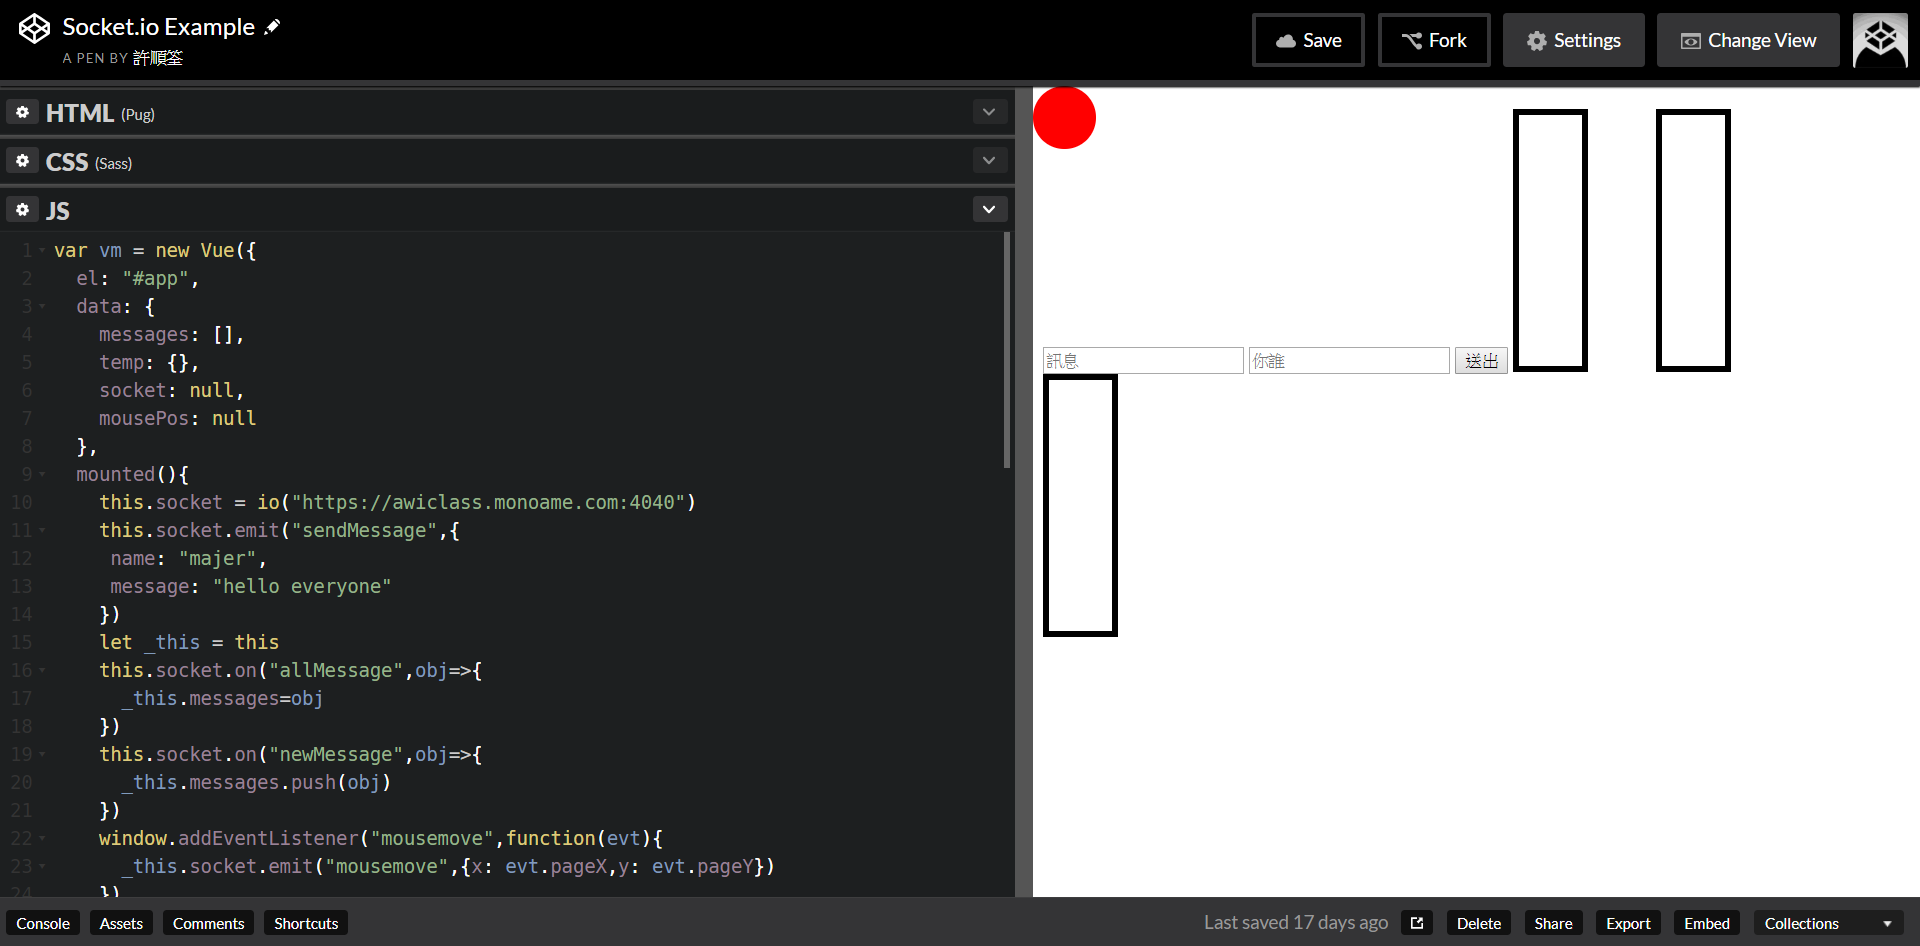 Socket.io Example
A PEN BY 許順筌
Save
Fork
Settings
Change View
HTML (Pug)
CSS (Sass)
JS
1 var vm = new Vue({
2 el: "#app",
3 data: {
4 messages: [],
5 temp: {},
6 socket: null,
7 mousePos: null
8 },
9 mounted(){
10 this.socket = io("https://awiclass.monoame.com:4040")
11 this.socket.emit("sendMessage",{
12 name: "majer",
13 message: "hello everyone"
14 })
15 let _this = this
16 this.socket.on("allMessage",obj=>{
17 _this.messages=obj
18 })
19 this.socket.on("newMessage",obj=>{
20 _this.messages.push(obj)
21 })
22 window.addEventListener("mousemove",function(evt){
23 _this.socket.emit("mousemove",{x: evt.pageX,y: evt.pageY})
24 })
訊息
你誰
送出
Console
Assets
Comments
Shortcuts
Last saved 17 days ago
Delete
Share
Export
Embed
Collections